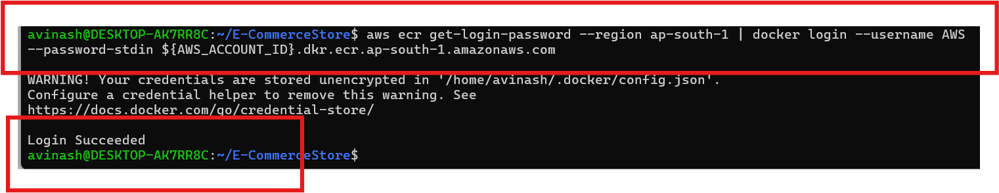 avinash@DESKTOP-AK7RR8C:~/E-CommerceStore$ aws ecr get-login-password --region ap-south-1 | docker login --username AWS
--password-stdin ${AWS_ACCOUNT_ID}.dkr.ecr.ap-south-1.amazonaws.com
WARNING! Your credentials are stored unencrypted in '/home/avinash/.docker/config.json'.
Configure a credential helper to remove this warning. See
https://docs.docker.com/go/credential-store/
Login Succeeded
avinash@DESKTOP-AK7RR8C:~/E-CommerceStore$